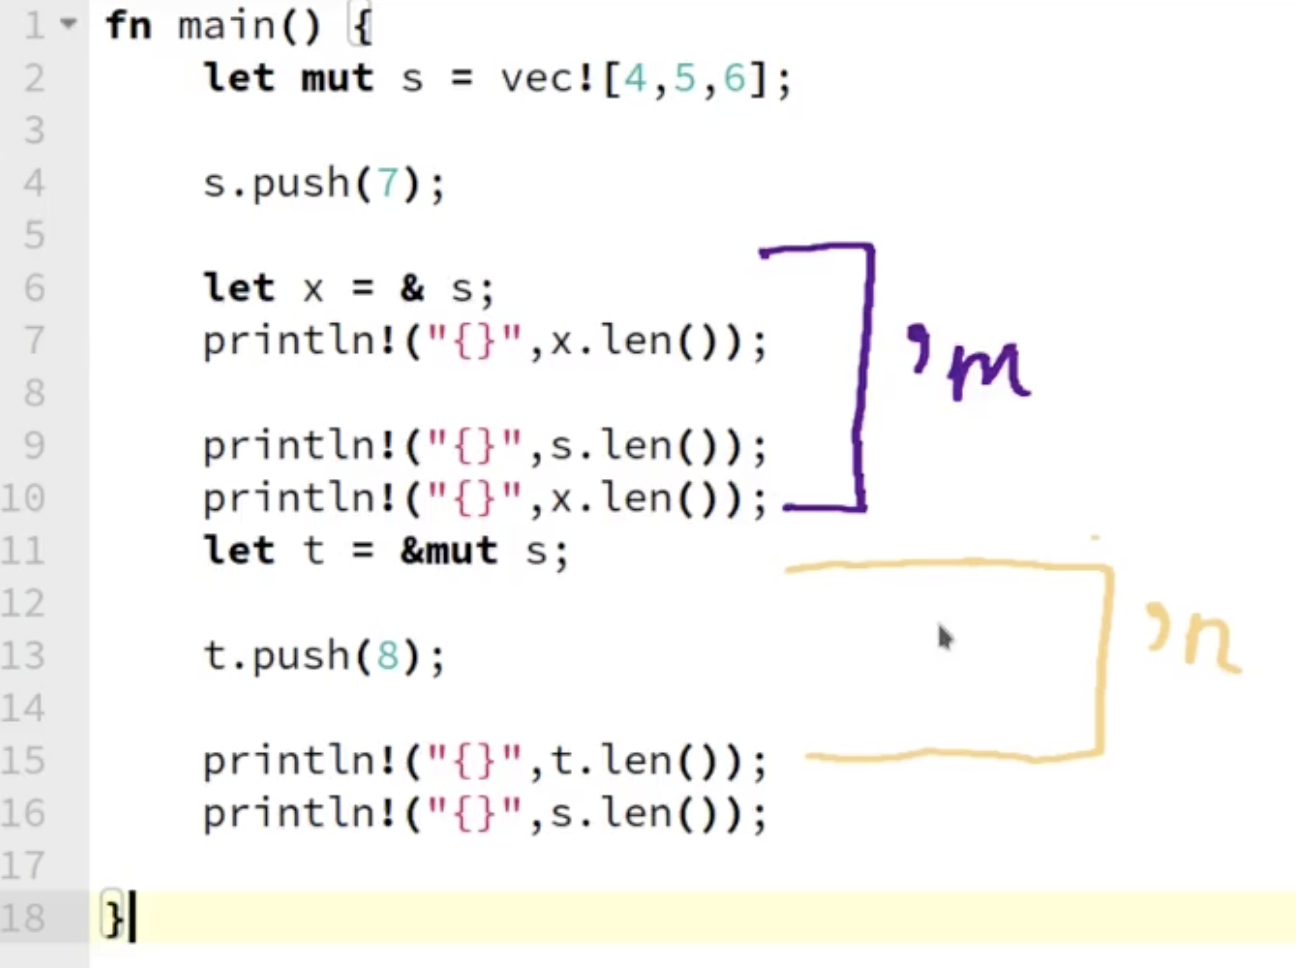 1 fn main() {
2 let mut s = vec![4,5,6];
3
4 s.push(7);
5
6 let x = & s;
7 println!("{}",x.len());
8
9 println!("{}",s.len());
10 println!("{}",x.len());
11 let t = &mut s;
12
13 t.push(8);
14
15 println!("{}",t.len());
16 println!("{}",s.len());
17
18 }
'm
'n